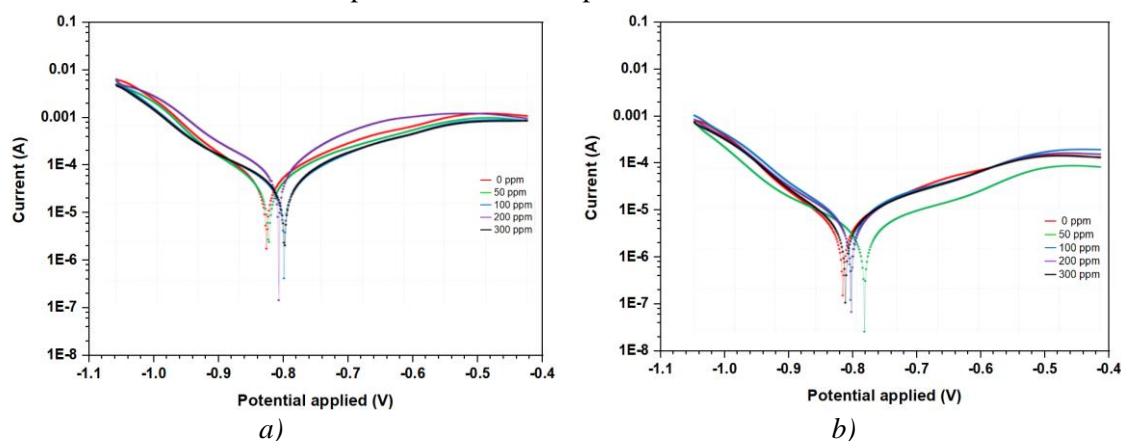 0.1
0.01
0.001
1E-4
1E-5
1E-6
1E-7
1E-8
Current (A)
0 ppm
50 ppm
100 ppm
200 ppm
300 ppm
-1.1 -1.0 -0.9 -0.8 -0.7 -0.6 -0.5 -0.4
Potential applied (V)
a)
0.1
0.01
0.001
1E-4
1E-5
1E-6
1E-7
1E-8
Current (A)
0 ppm
50 ppm
100 ppm
200 ppm
300 ppm
-1.1 -1.0 -0.9 -0.8 -0.7 -0.6 -0.5 -0.4
Potential applied (V)
b)